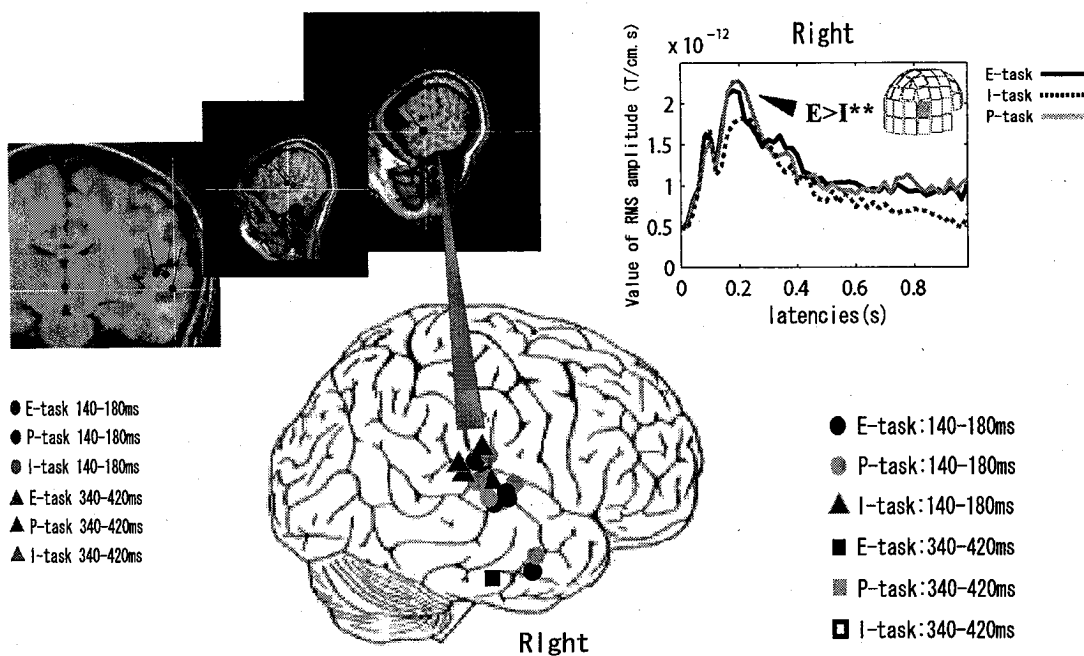 x 10⁻¹² Right
Value of RMS amplitude (T/cm.s)
2
1.5
1
0.5
0
0 0.2 0.4 0.6 0.8
latencies(s)
E>I**
E-task
I-task
P-task
E-task 140-180ms
P-task 140-180ms
I-task 140-180ms
E-task 340-420ms
P-task 340-420ms
I-task 340-420ms
E-task:140-180ms
P-task:140-180ms
I-task:140-180ms
E-task:340-420ms
P-task:340-420ms
I-task:340-420ms
RIght